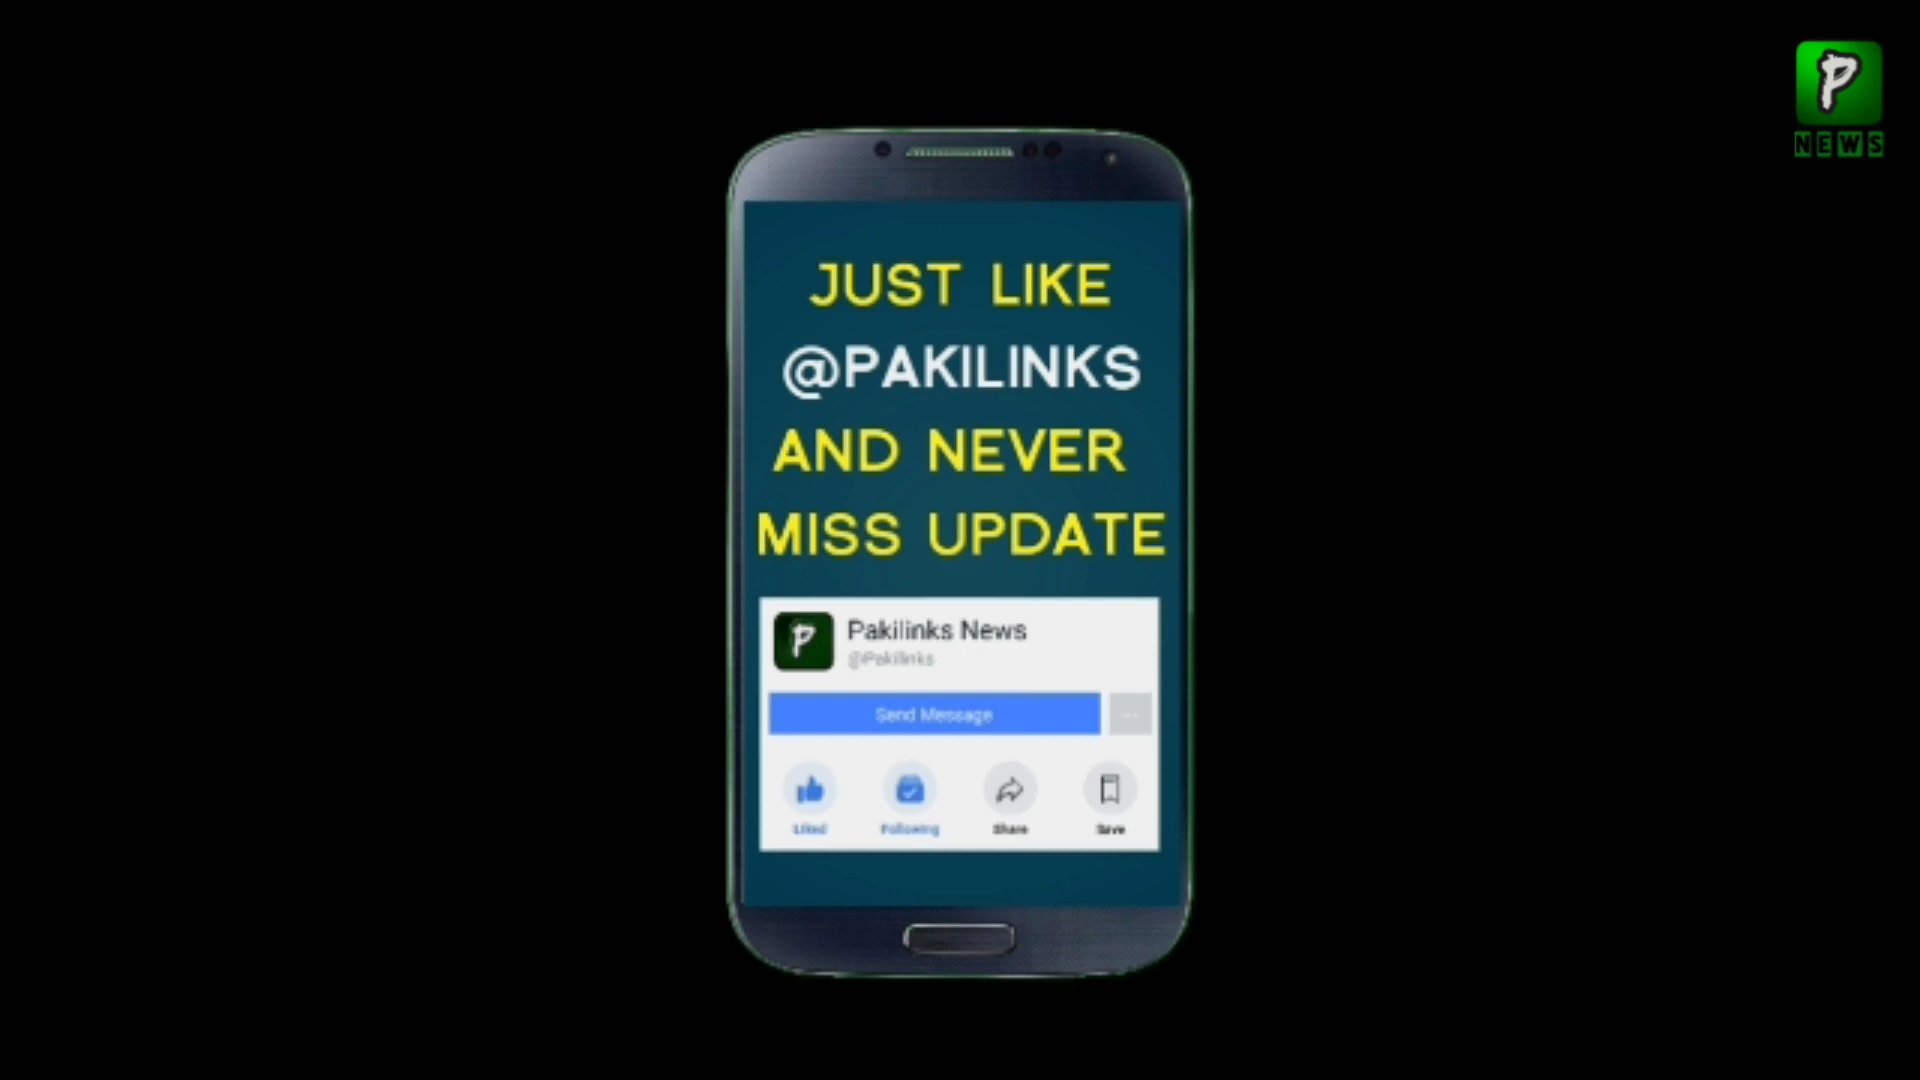 P
NEWS
JUST LIKE
@PAKILINKS
AND NEVER
MISS UPDATE
P
Pakilinks News
@Pakilinks
Send Message
...
Liked
Following
Share
Save